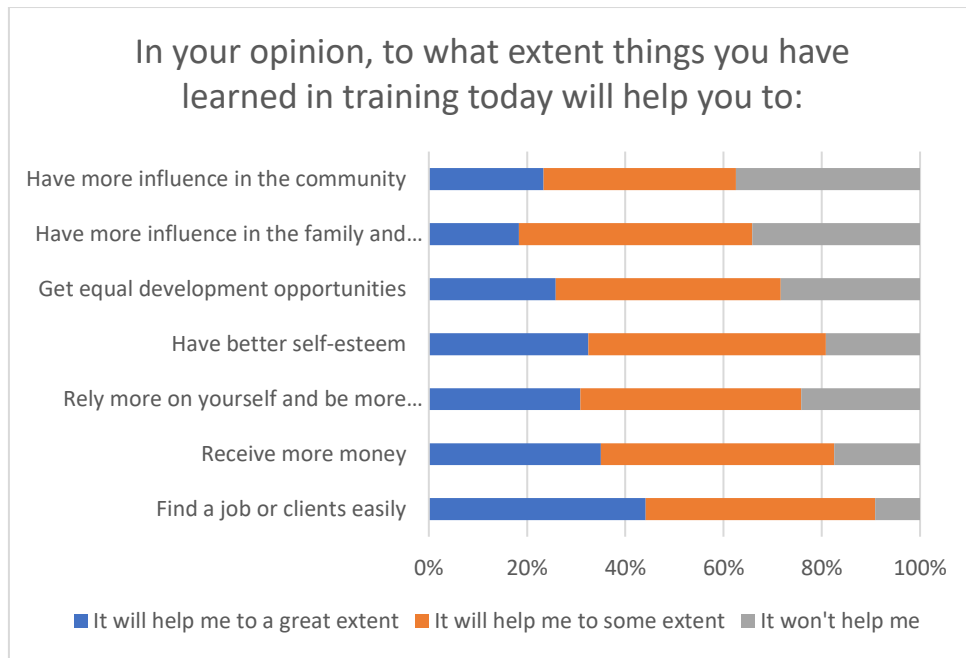 In your opinion, to what extent things you have
learned in training today will help you to:
Have more influence in the community
Have more influence in the family and...
Get equal development opportunities
Have better self-esteem
Rely more on yourself and be more...
Receive more money
Find a job or clients easily
0% 20% 40% 60% 80% 100%
It will help me to a great extent It will help me to some extent It won't help me